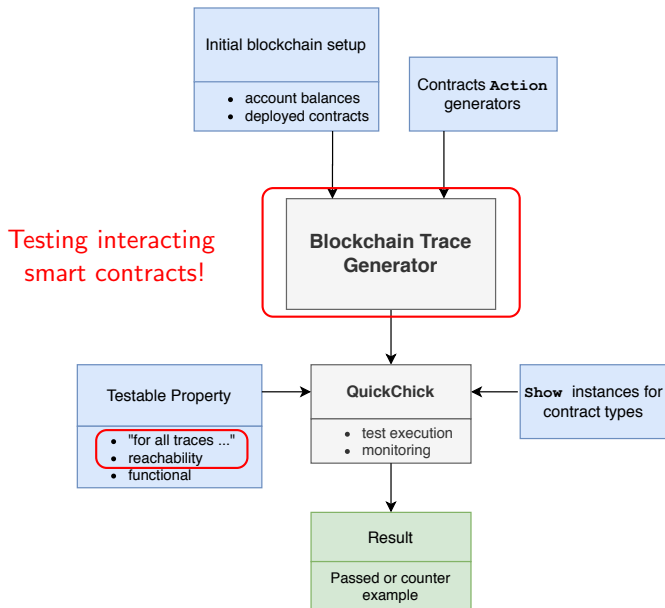 Initial blockchain setup
• account balances
• deployed contracts
Contracts Action
generators
Testing interacting
smart contracts!
Blockchain Trace
Generator
Testable Property
• "for all traces ..."
• reachability
• functional
QuickChick
• test execution
• monitoring
Show instances for
contract types
Result
Passed or counter
example